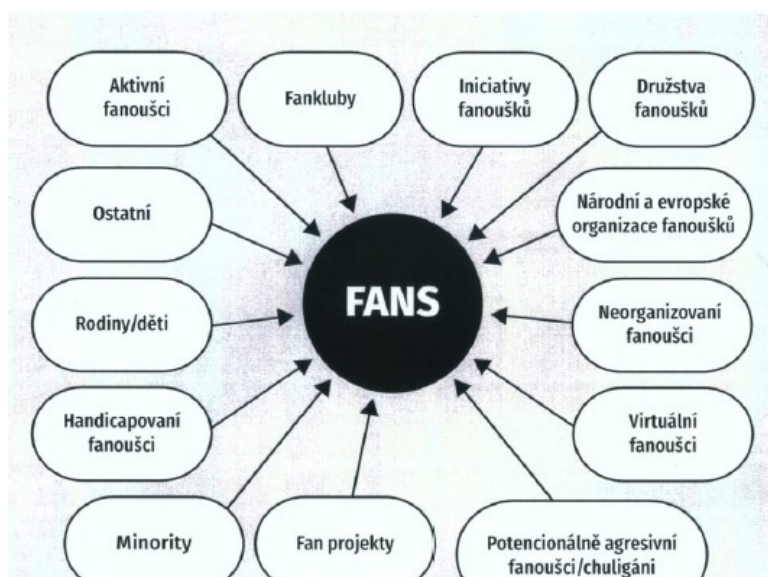 Aktivní
fanoušci
Fankluby
Iniciativy
fanoušků
Družstva
fanoušků
Ostatní
Národní a evropské
organizace fanoušků
FANS
Rodiny/děti
Neorganizovaní
fanoušci
Handicapovaní
fanoušci
Virtuální
fanoušci
Minority
Fan projekty
Potencionálně agresivní
fanoušci/chuligáni